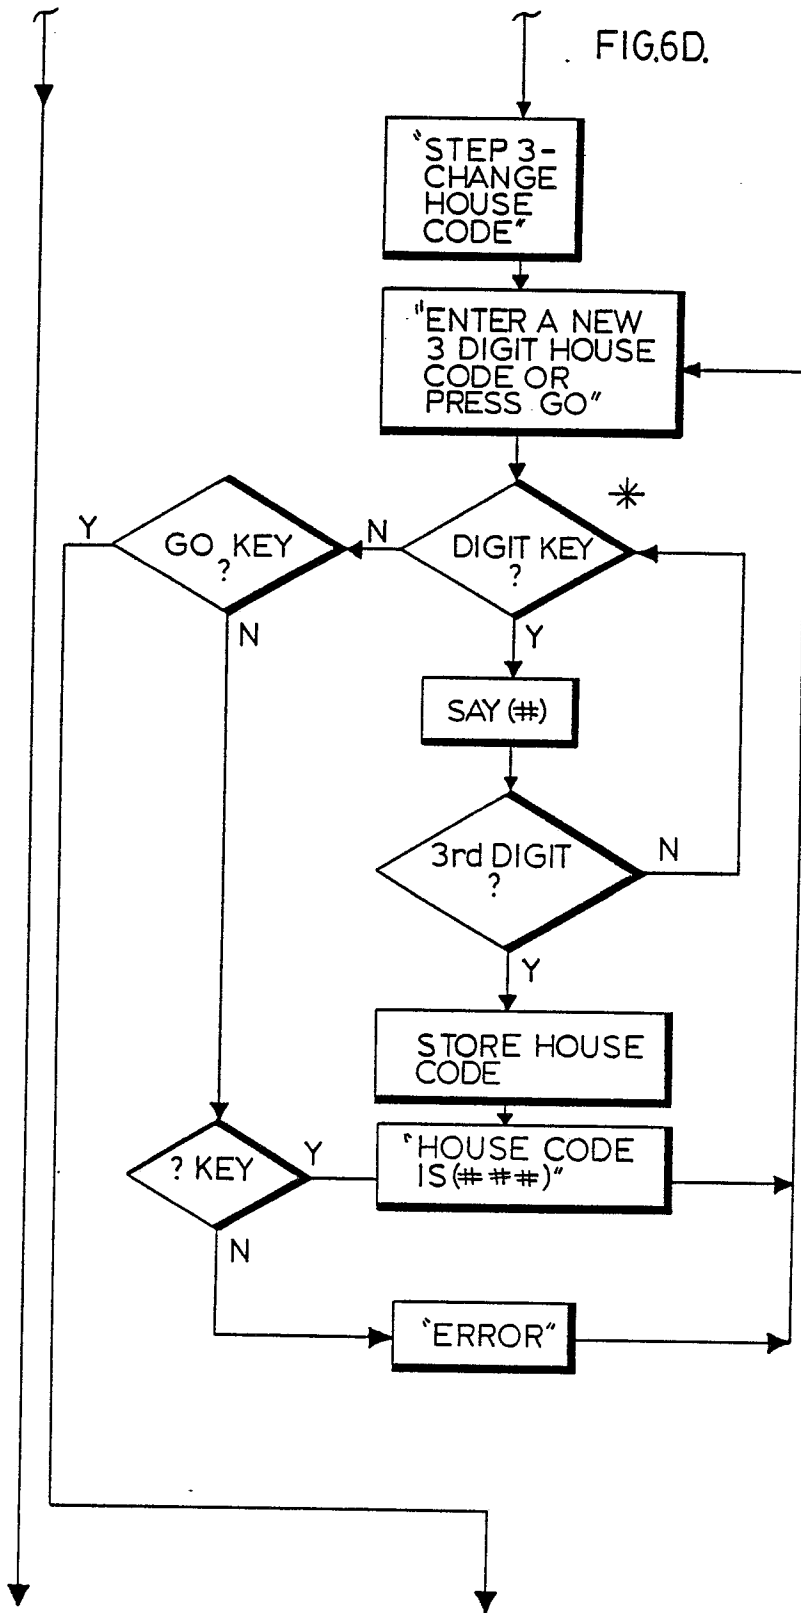 FIG.6D.
"STEP 3-
CHANGE
HOUSE
CODE"
"ENTER A NEW
3 DIGIT HOUSE
CODE OR
PRESS GO"
*
Y
GO KEY
?
N
DIGIT KEY
?
N
Y
SAY (#)
3rd DIGIT
?
N
Y
STORE HOUSE
CODE
? KEY
Y
"HOUSE CODE
IS (###)"
N
"ERROR"